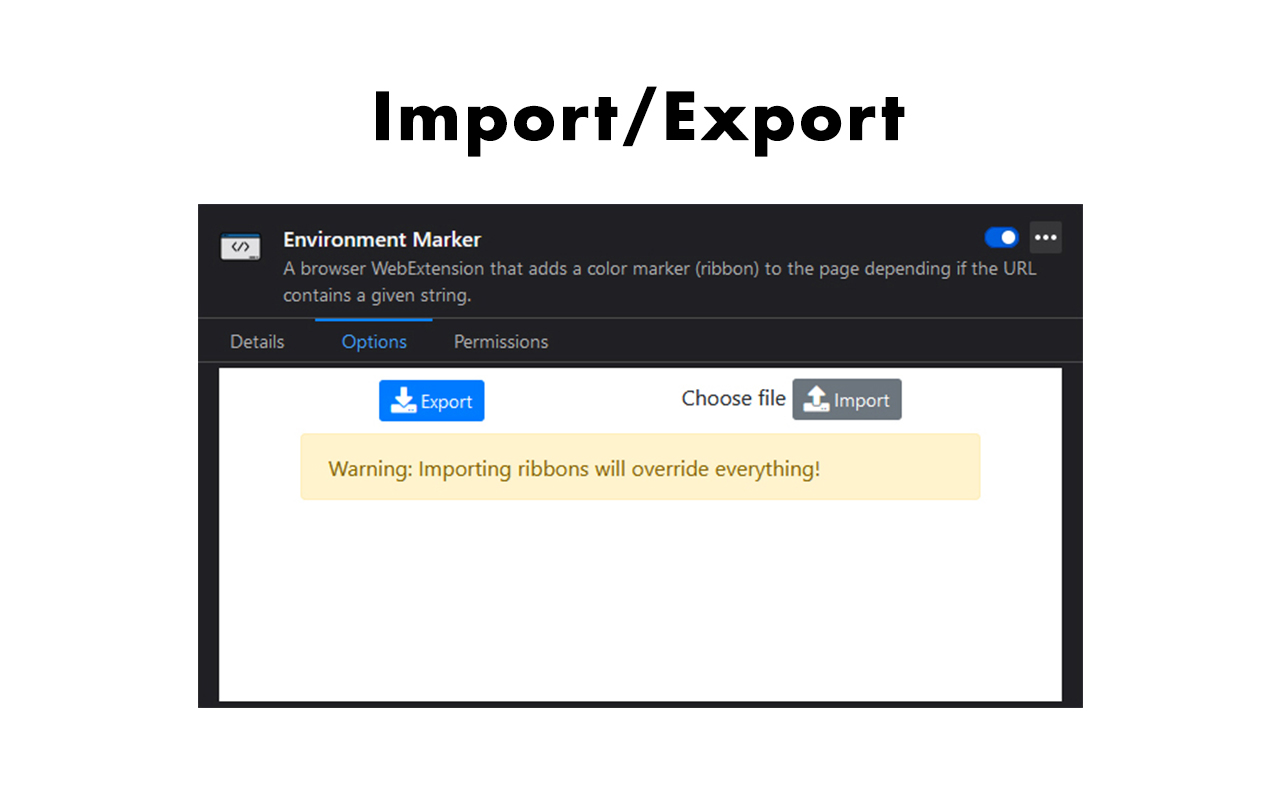 Import/Export
Environment Marker
A browser WebExtension that adds a color marker (ribbon) to the page depending if the URL
contains a given string.
Details Options Permissions
Export Choose file Import
Warning: Importing ribbons will override everything!